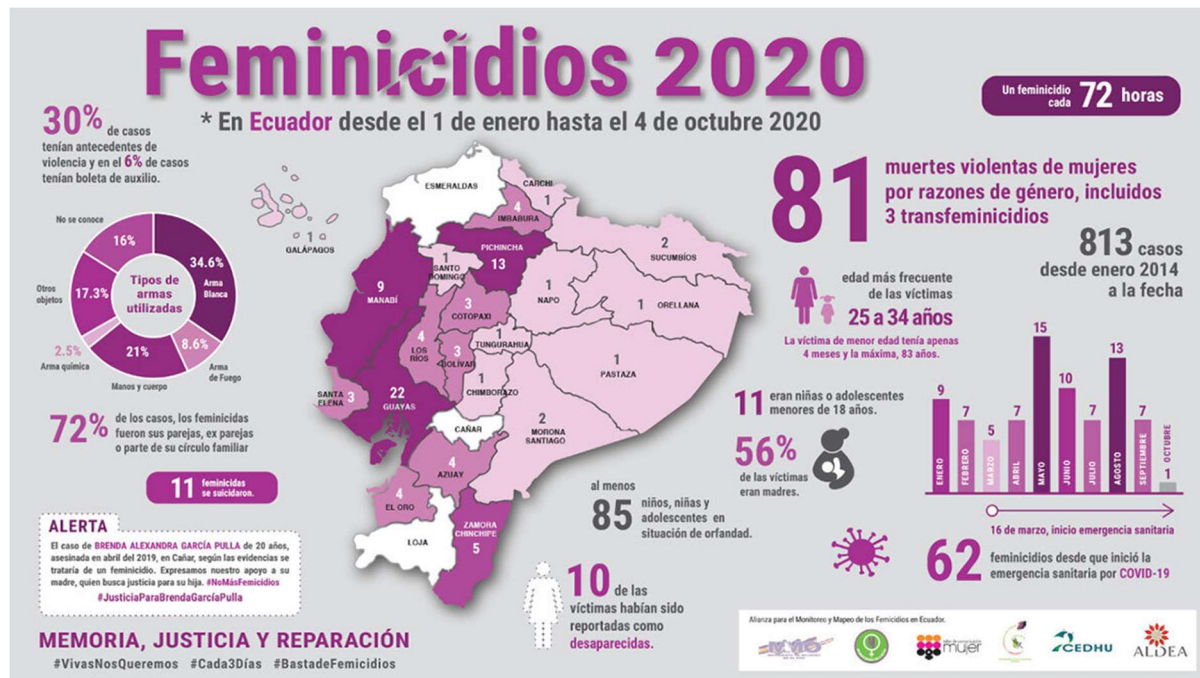 Feminicidios 2020
* En Ecuador desde el 1 de enero hasta el 4 de octubre 2020
Un feminicidio
cada 72 horas
30% de casos
tenían antecedentes de
violencia y en el 6% de casos
tenían boleta de auxilio.
Tipos de
armas
utilizadas
No se conoce
16%
34.6%
Arma
Blanca
8.6%
Arma
de Fuego
21%
Manos y cuerpo
2.5%
Arma química
17.3%
Otros
objetos
72% de los casos, los feminicidas
fueron sus parejas, ex parejas
o parte de su círculo familiar
11 feminicidas
se suicidaron.
ALERTA
El caso de BRENDA ALEXANDRA GARCÍA PULLA de 20 años,
asesinada en abril del 2019, en Cañar, según las evidencias se
trataría de un feminicidio. Expresamos nuestro apoyo a su
madre, quien busca justicia para su hija. #NoMásFemicidios
#JusticiaParaBrendaGarcíaPulla
MEMORIA, JUSTICIA Y REPARACIÓN
#VivasNosQueremos #Cada3Días #BastadeFemicidios
ESMERALDAS
CARCHI
1
4
IMBABURA
1
GALÁPAGOS
PICHINCHA
13
1
SANTO
DOMINGO
2
SUCUMBÍOS
9
MANABÍ
1
NAPO
1
ORELLANA
3
COTOPAXI
4
LOS
RÍOS
1
TUNGURAHUA
3
BOLÍVAR
1
PASTAZA
SANTA
ELENA
3
22
GUAYAS
1
CHIMBORAZO
2
MORONA
SANTIAGO
CAÑAR
4
AZUAY
4
EL ORO
LOJA
ZAMORA
CHINCHIPE
5
81 muertes violentas de mujeres
por razones de género, incluidos
3 transfeminicidios
813 casos
desde enero 2014
a la fecha
edad más frecuente
de las víctimas
25 a 34 años
La víctima de menor edad tenía apenas
4 meses y la máxima, 83 años.
11 eran niñas o adolescentes
menores de 18 años.
56%
de las víctimas
eran madres.
al menos
85 niños, niñas y
adolescentes en
situación de orfandad.
10 de las
víctimas habían sido
reportadas como
desaparecidas.
9 ENERO
7 FEBRERO
5 MARZO
7 ABRIL
15 MAYO
10 JUNIO
7 JULIO
13 AGOSTO
7 SEPTIEMBRE
1 OCTUBRE
16 de marzo, inicio emergencia sanitaria
62 feminicidios desde que inició la
emergencia sanitaria por COVID-19
Alianza para el Monitoreo y Mapeo de los Femicidios en Ecuador.
mujer
CEDHU
ALDEA